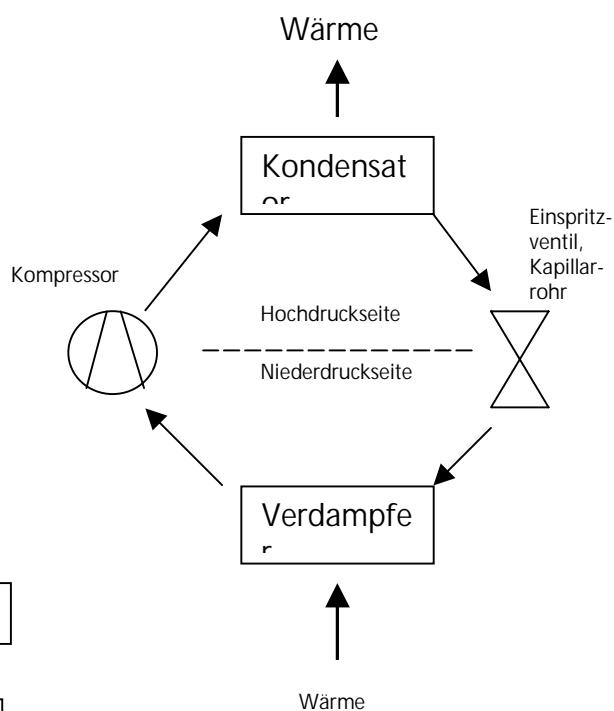 Wärme
Kondensat
or
Einspritz-
ventil,
Kapillar-
rohr
Kompressor
Hochdruckseite
Niederdruckseite
Verdampfe
r
Wärme